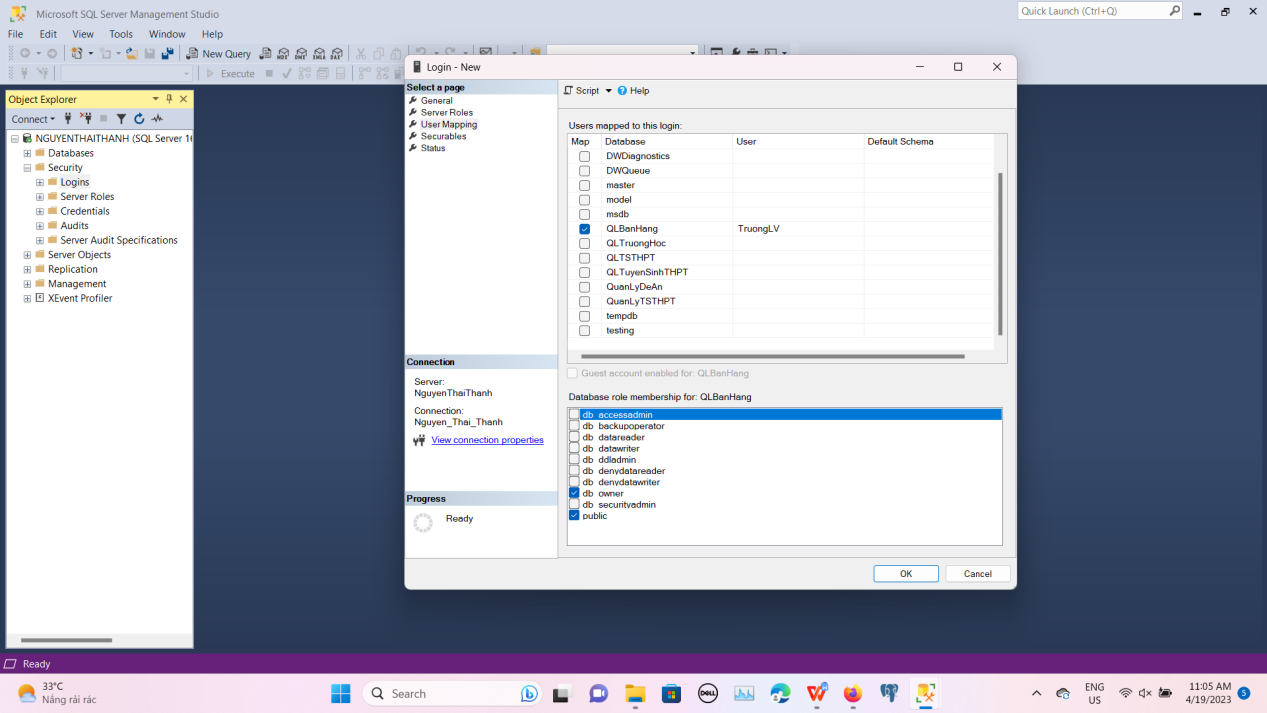 Microsoft SQL Server Management Studio
Quick Launch (Ctrl+Q)
File Edit View Tools Window Help
New Query
Execute
Object Explorer
Connect
NGUYENTHAITHANH (SQL Server 16
Databases
Security
Logins
Server Roles
Credentials
Audits
Server Audit Specifications
Server Objects
Replication
Management
XEvent Profiler
Login - New
Select a page
General
Server Roles
User Mapping
Securables
Status
Connection
Server:
NguyenThaiThanh
Connection:
Nguyen_Thai_Thanh
View connection properties
Progress
Ready
Script Help
Users mapped to this login:
Map Database User Default Schema
DWDiagnostics
DWQueue
master
model
msdb
QLBanHang TruongLV
QLTruongHoc
QLTSTHPT
QLTuyenSinhTHPT
QuanLyDeAn
QuanLyTSTHPT
tempdb
testing
Guest account enabled for: QLBanHang
Database role membership for: QLBanHang
db_accessadmin
db_backupoperator
db_datareader
db_datawriter
db_ddladmin
db_denydatareader
db_denydatawriter
db_owner
db_securityadmin
public
OK Cancel
Ready
33°C
Nắng rải rác
Search
DELL
ENG
US
11:05 AM
4/19/2023
5